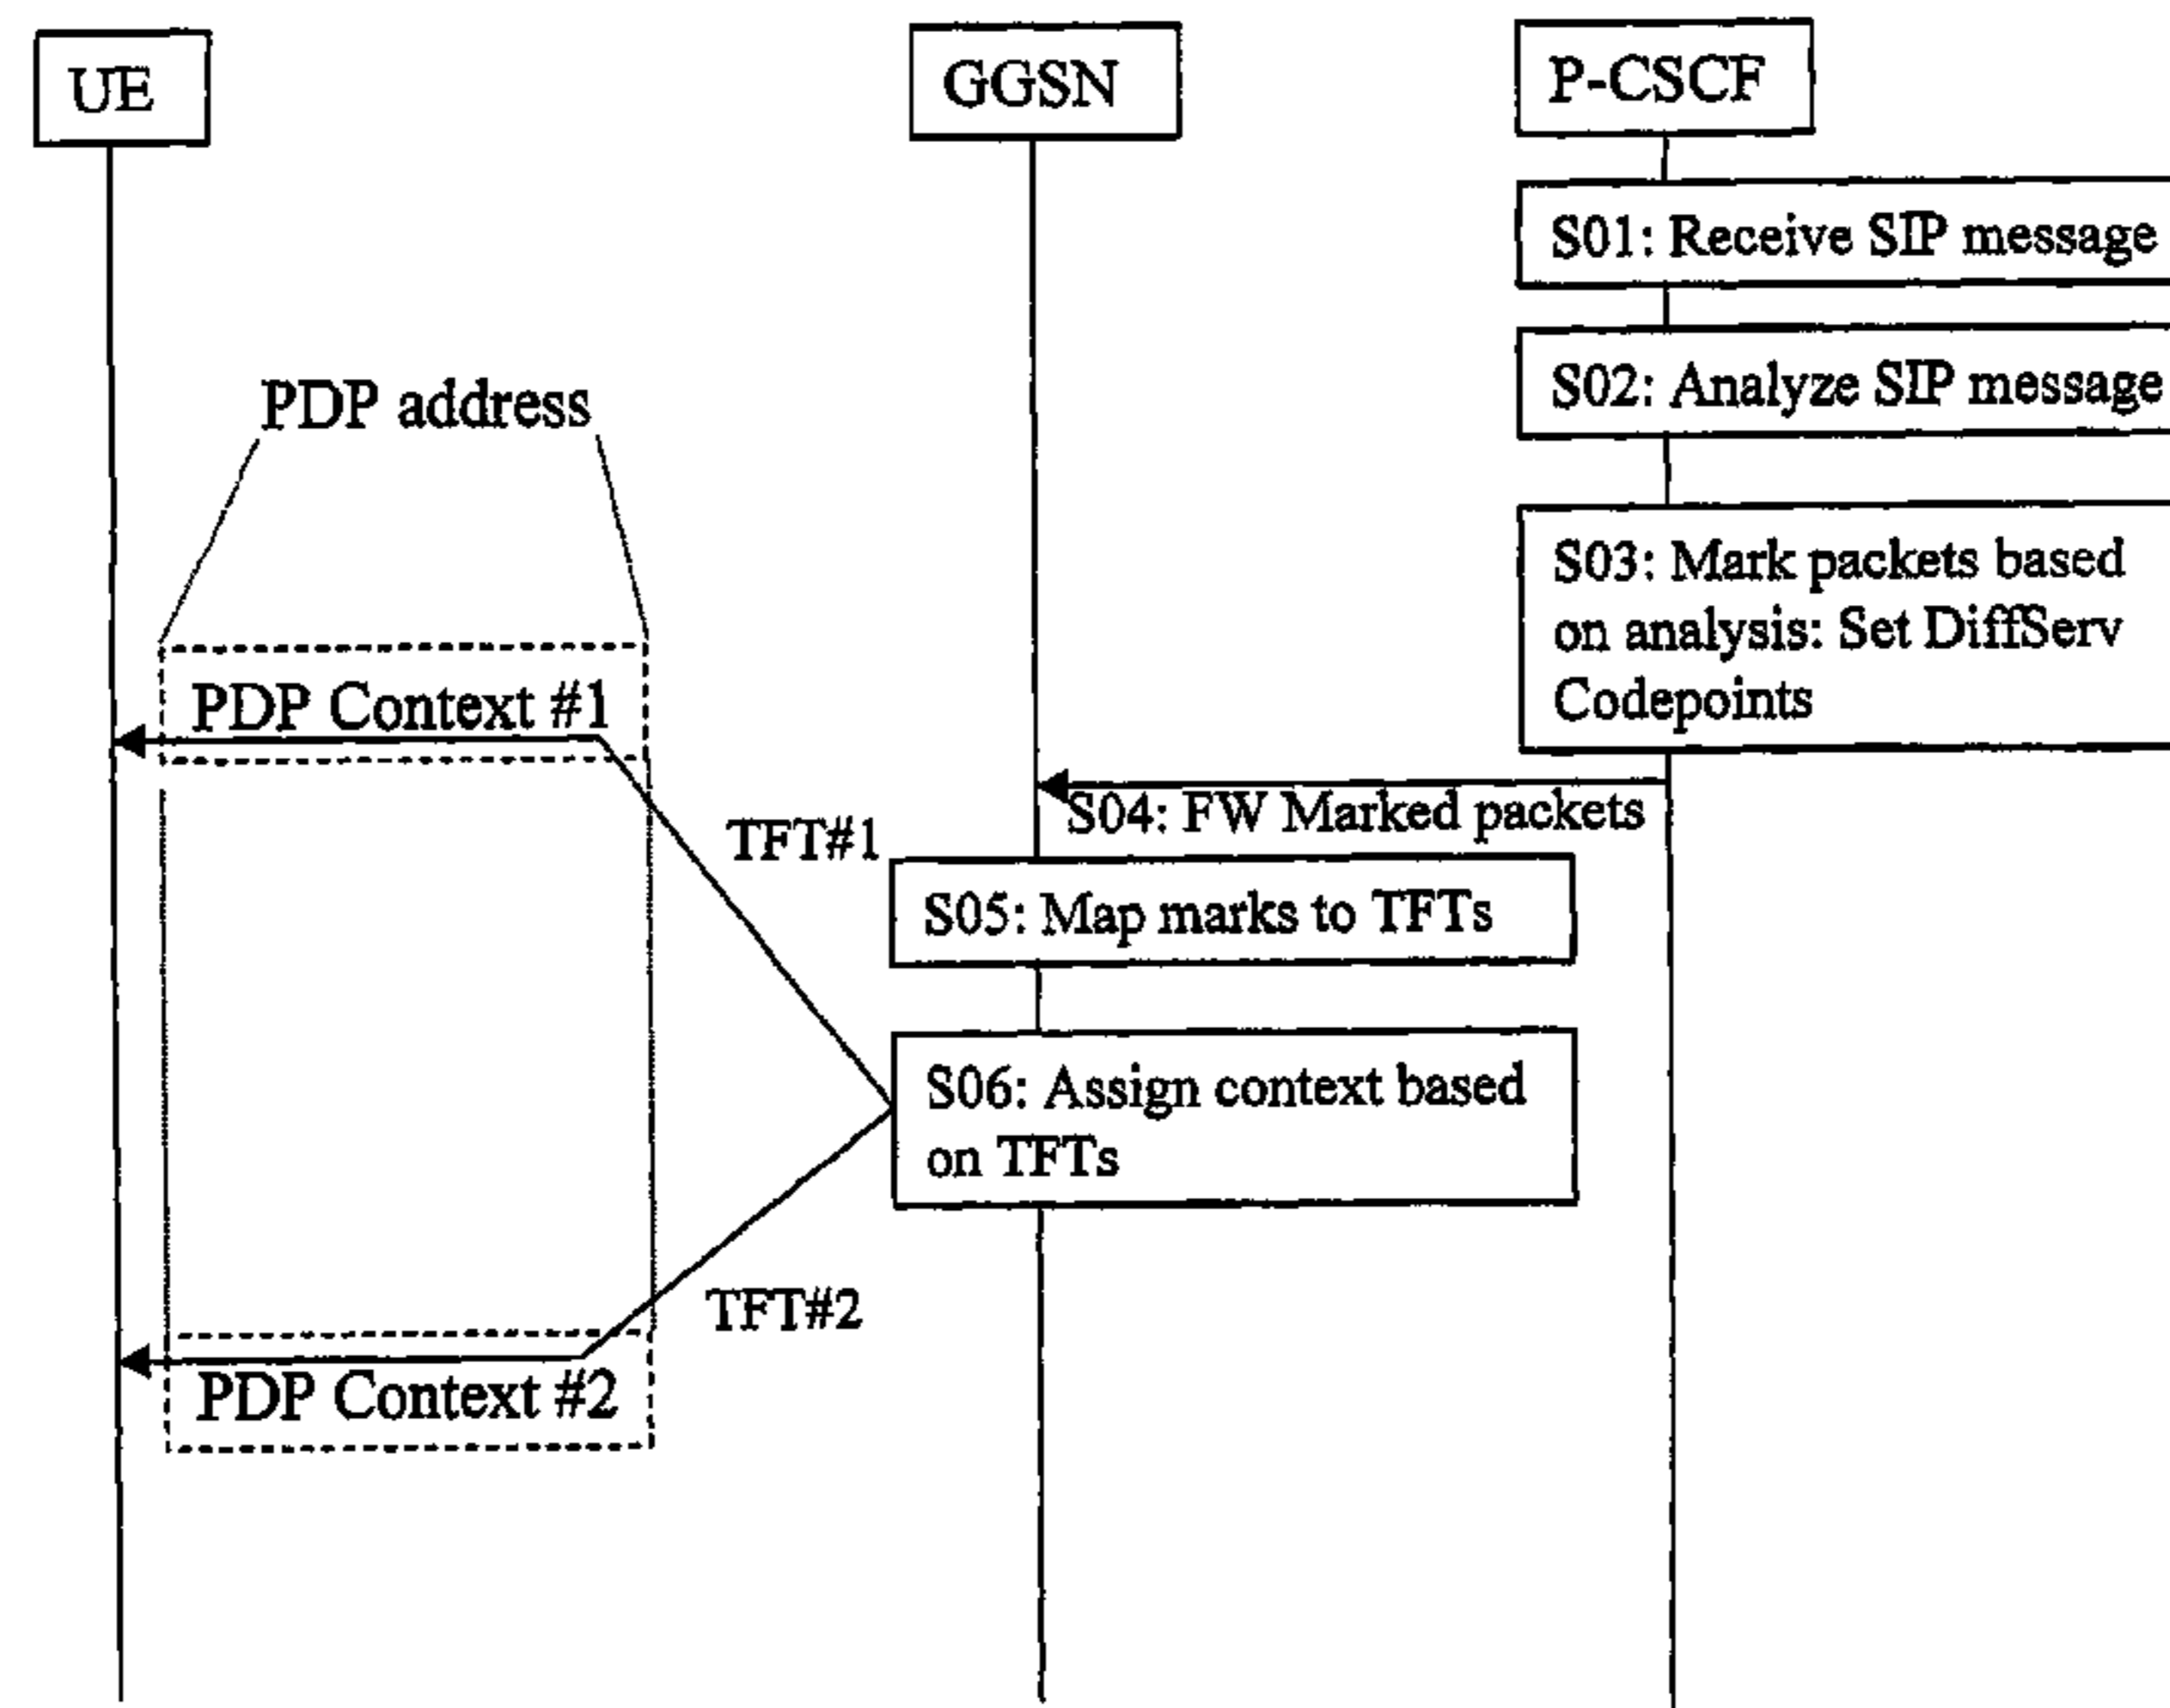 UE
GGSN
P-CSCF
S01: Receive SIP message
S02: Analyze SIP message
PDP address
S03: Mark packets based
on analysis: Set DiffServ
Codepoints
PDP Context #1
S04: FW Marked packets
TFT#1
S05: Map marks to TFTs
S06: Assign context based
on TFTs
TFT#2
PDP Context #2